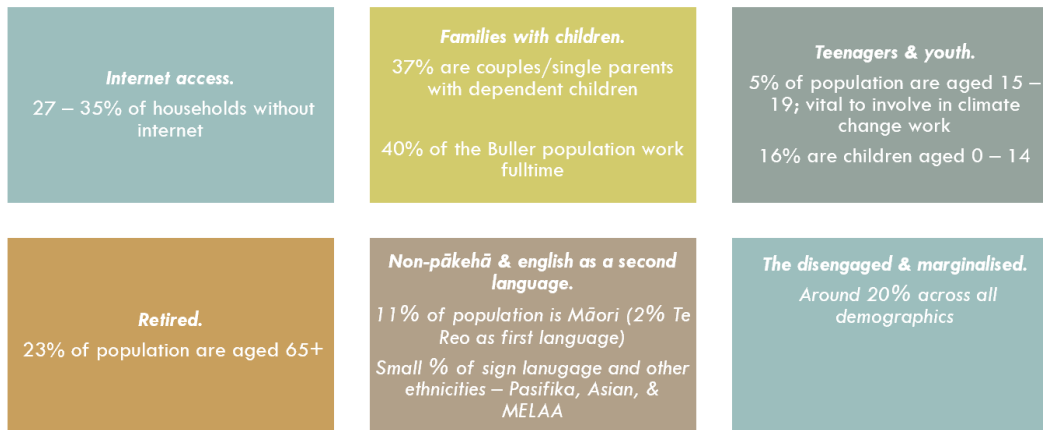 Internet access.
27 – 35% of households without
internet
Families with children.
37% are couples/single parents
with dependent children
40% of the Buller population work
fulltime
Teenagers & youth.
5% of population are aged 15 –
19; vital to involve in climate
change work
16% are children aged 0 – 14
Retired.
23% of population are aged 65+
Non-pākehā & english as a second
language.
11% of population is Māori (2% Te
Reo as first language)
Small % of sign lanugage and other
ethnicities – Pasifika, Asian, &
MELAA
The disengaged & marginalised.
Around 20% across all
demographics